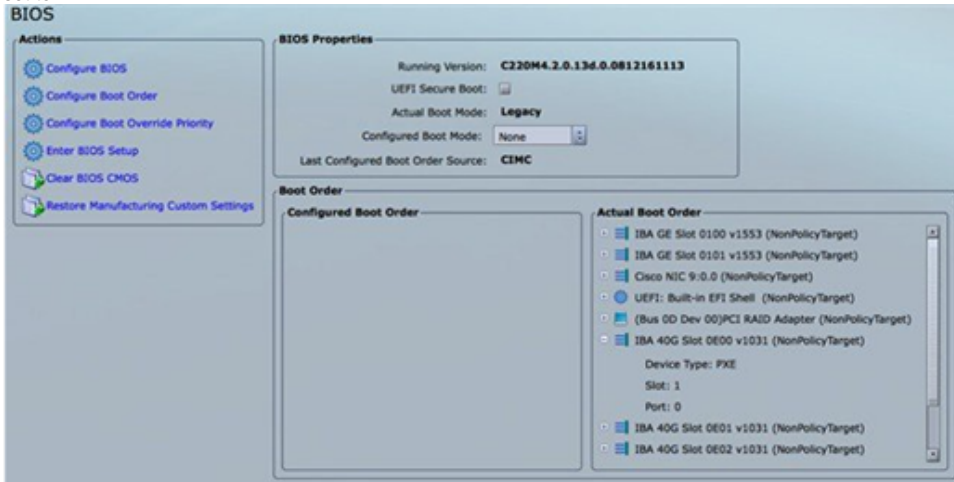 BIOS
Actions
Configure BIOS
Configure Boot Order
Configure Boot Override Priority
Enter BIOS Setup
Clear BIOS CMOS
Restore Manufacturing Custom Settings
BIOS Properties
Running Version: C220M4.2.0.13d.0.0812161113
UEFI Secure Boot:
Actual Boot Mode: Legacy
Configured Boot Mode: None
Last Configured Boot Order Source: CIMC
Boot Order
Configured Boot Order
Actual Boot Order
IBA GE Slot 0100 v1553 (NonPolicyTarget)
IBA GE Slot 0101 v1553 (NonPolicyTarget)
Cisco NIC 9:0.0 (NonPolicyTarget)
UEFI: Built-in EFI Shell (NonPolicyTarget)
(Bus 0D Dev 00)PCI RAID Adapter (NonPolicyTarget)
IBA 40G Slot 0E00 v1031 (NonPolicyTarget)
Device Type: PXE
Slot: 1
Port: 0
IBA 40G Slot 0E01 v1031 (NonPolicyTarget)
IBA 40G Slot 0E02 v1031 (NonPolicyTarget)